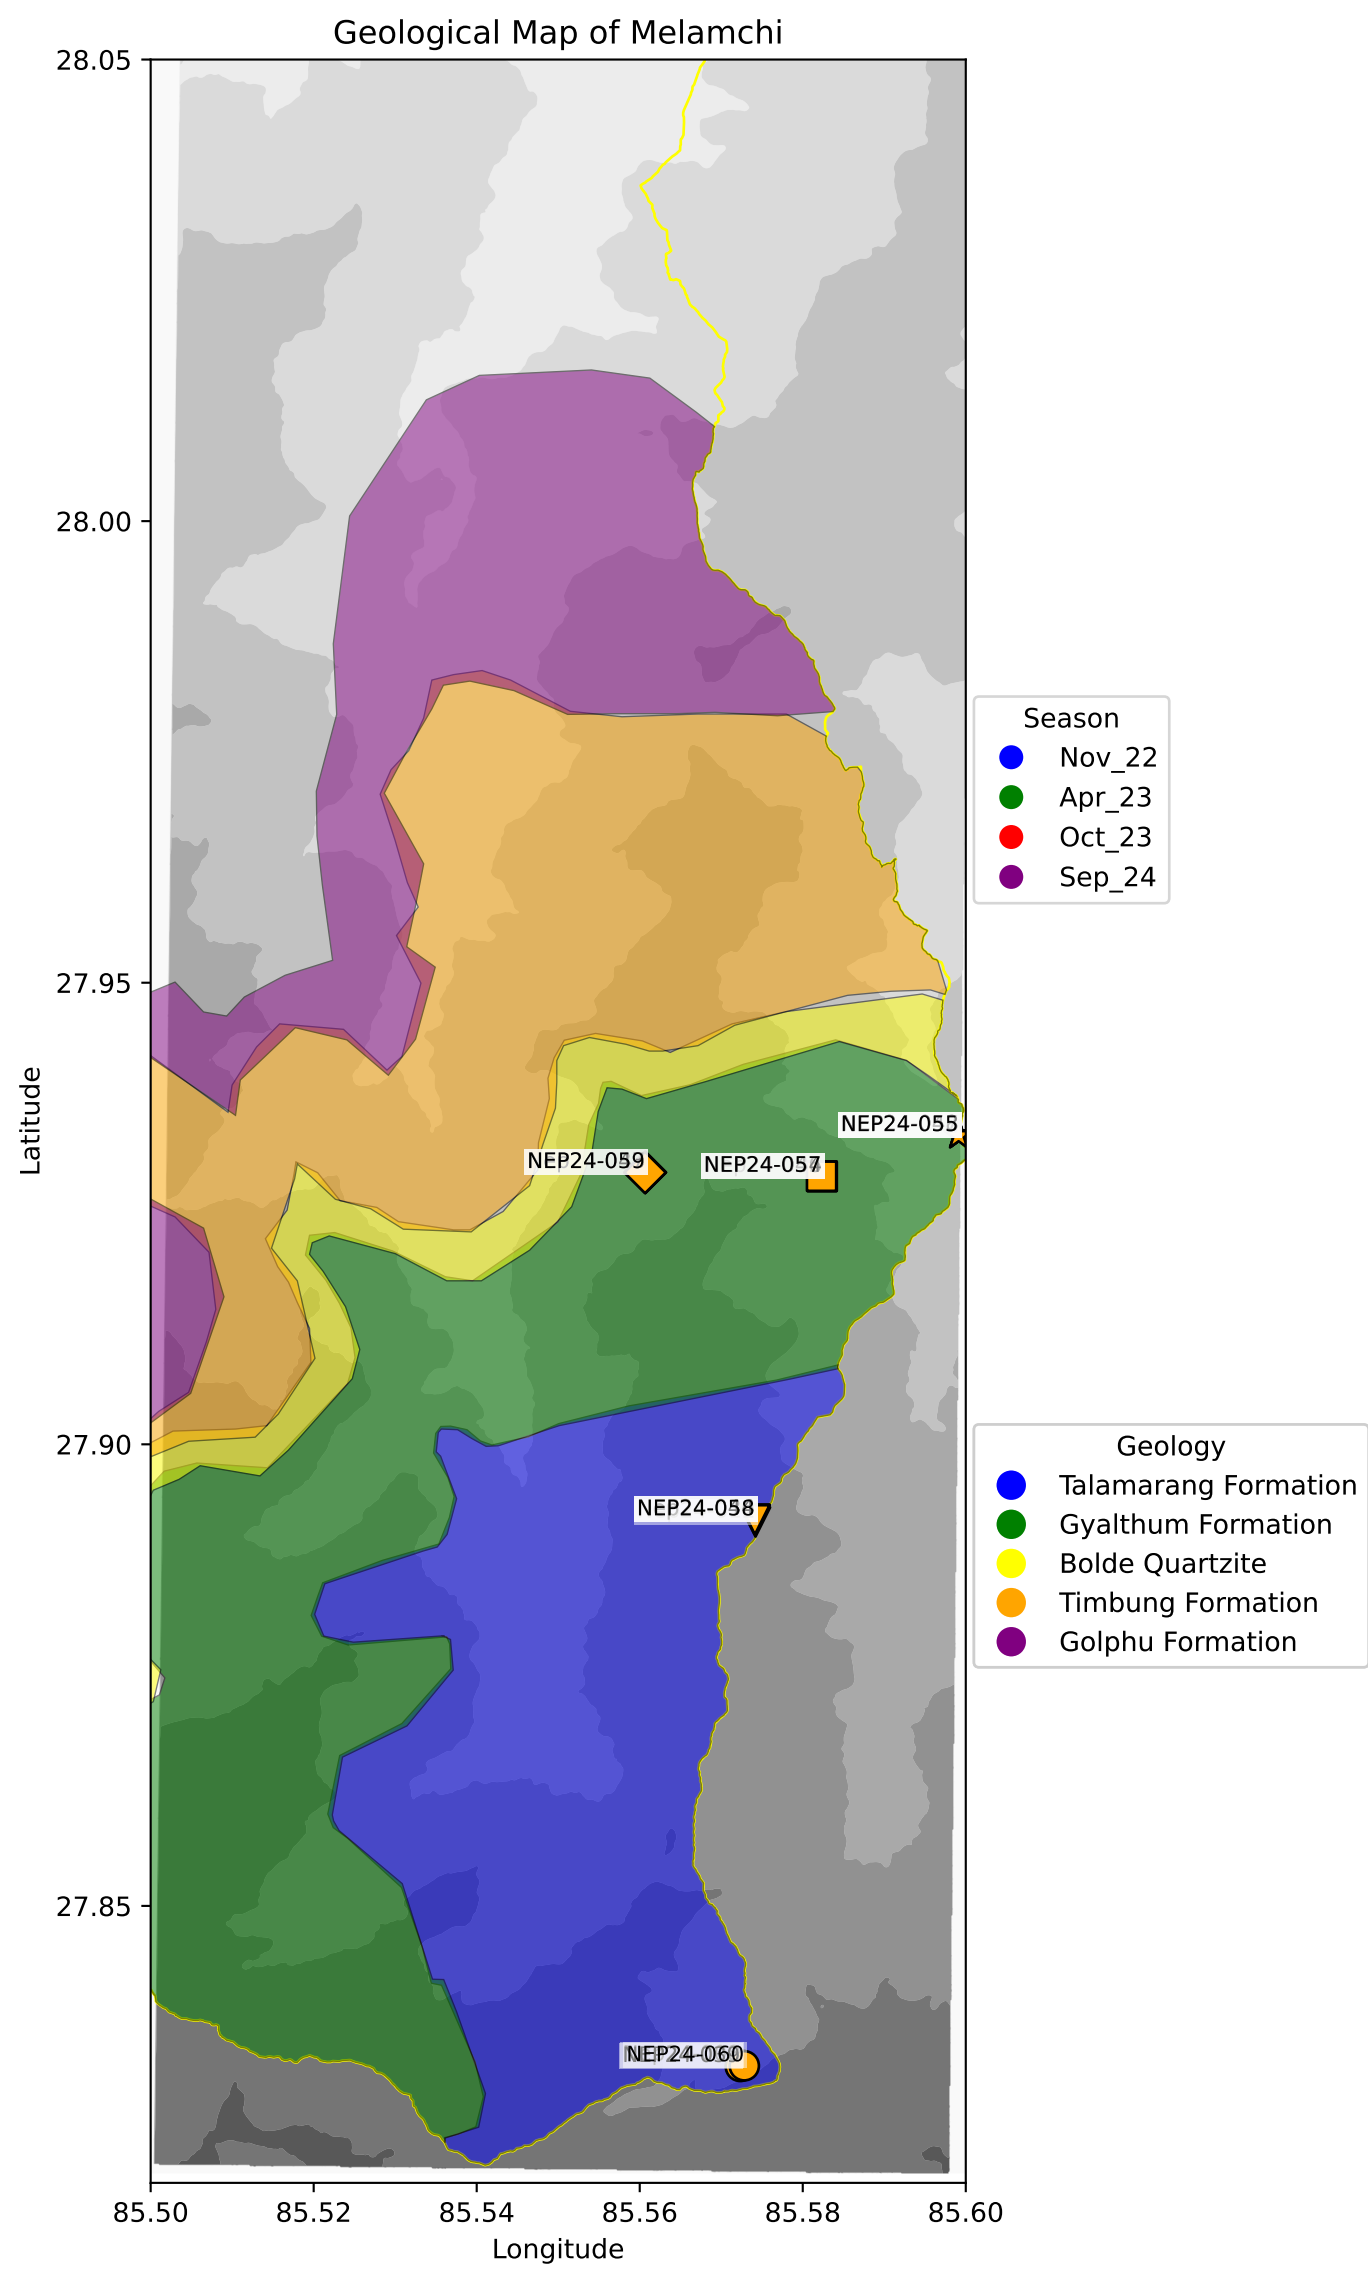 Geological Map of Melamchi
28.05
28.00
27.95
27.90
27.85
Latitude
NEP24-055
NEP24-059
NEP24-057
NEP24-058
NEP24-060
85.50 85.52 85.54 85.56 85.58 85.60
Longitude
Season
Nov_22
Apr_23
Oct_23
Sep_24
Geology
Talamarang Formation
Gyalthum Formation
Bolde Quartzite
Timbung Formation
Golphu Formation